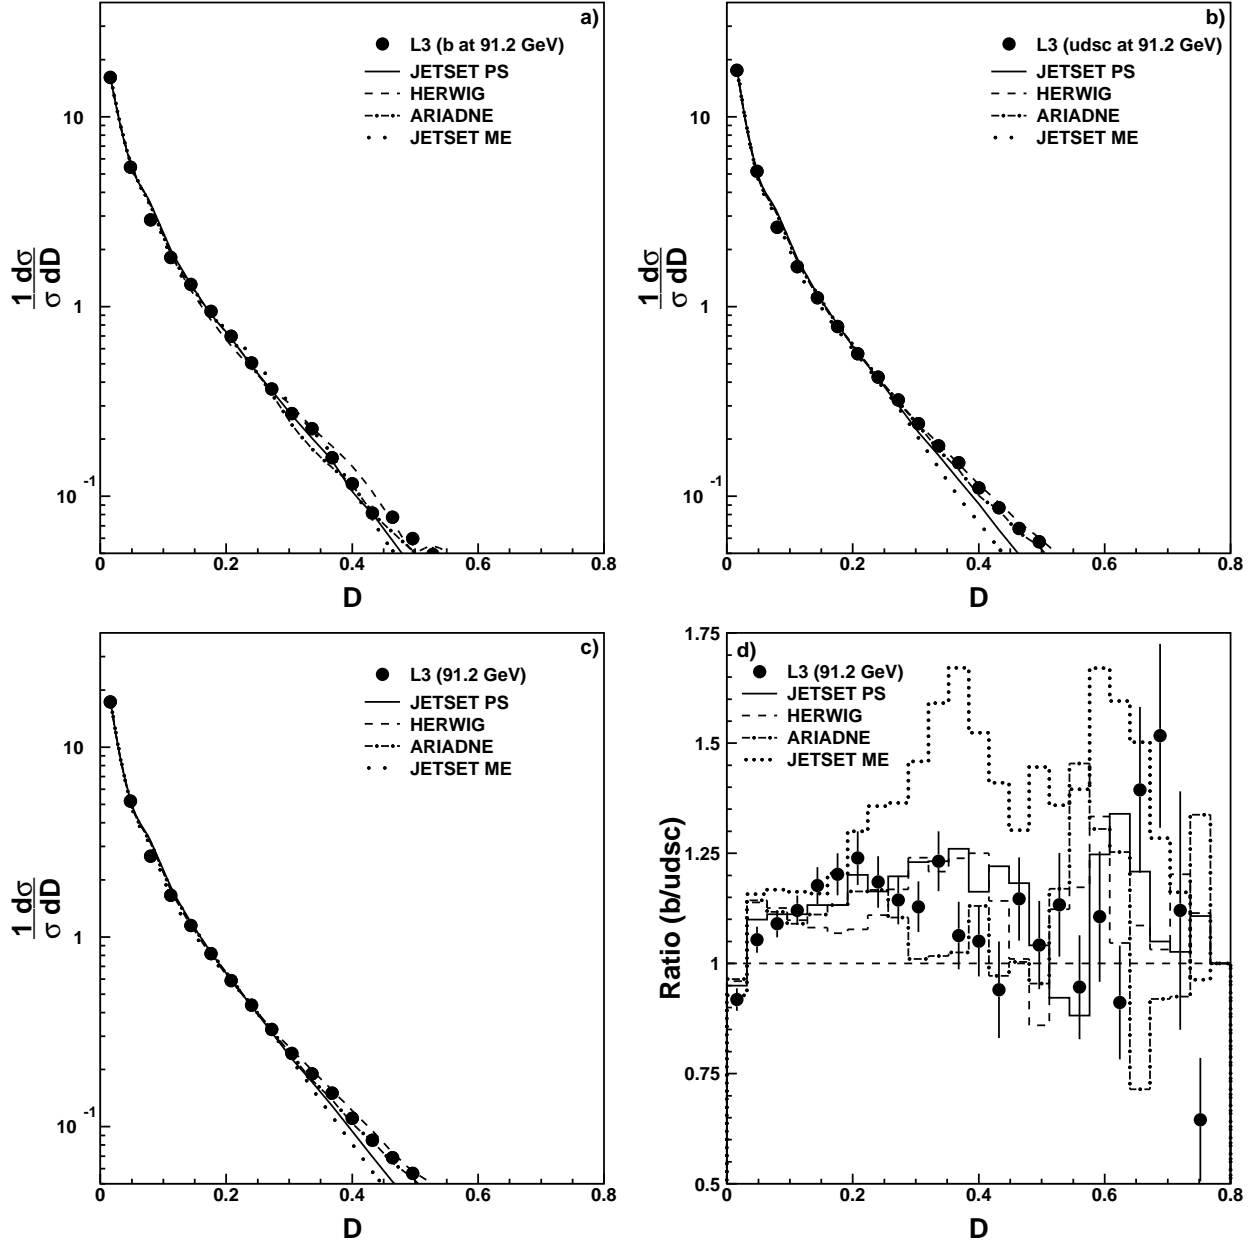 a)
L3 (b at 91.2 GeV)
JETSET PS
HERWIG
ARIADNE
JETSET ME
10
1
10 -1
1 dσ
σ dD
0 0.2 0.4 0.6 0.8
D
b)
L3 (udsc at 91.2 GeV)
JETSET PS
HERWIG
ARIADNE
JETSET ME
10
1
10 -1
1 dσ
σ dD
0 0.2 0.4 0.6 0.8
D
c)
L3 (91.2 GeV)
JETSET PS
HERWIG
ARIADNE
JETSET ME
10
1
10 -1
1 dσ
σ dD
0 0.2 0.4 0.6 0.8
D
d)
L3 (91.2 GeV)
JETSET PS
HERWIG
ARIADNE
JETSET ME
1.75
1.5
1.25
1
0.75
0.5
Ratio (b/udsc)
0 0.2 0.4 0.6 0.8
D